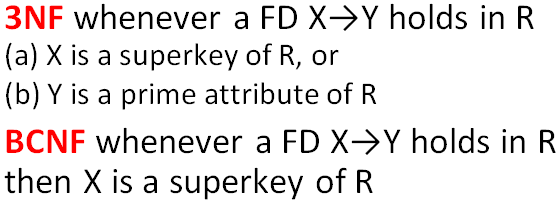 3NF whenever a FD X→Y holds in R
(a) X is a superkey of R, or
(b) Y is a prime attribute of R
BCNF whenever a FD X→Y holds in R
then X is a superkey of R